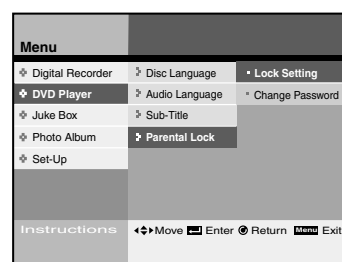 Menu
Digital Recorder
DVD Player
Juke Box
Photo Album
Set-Up
Disc Language
Audio Language
Sub-Title
Parental Lock
Lock Setting
Change Password
Instructions
Move Enter Return Menu Exit